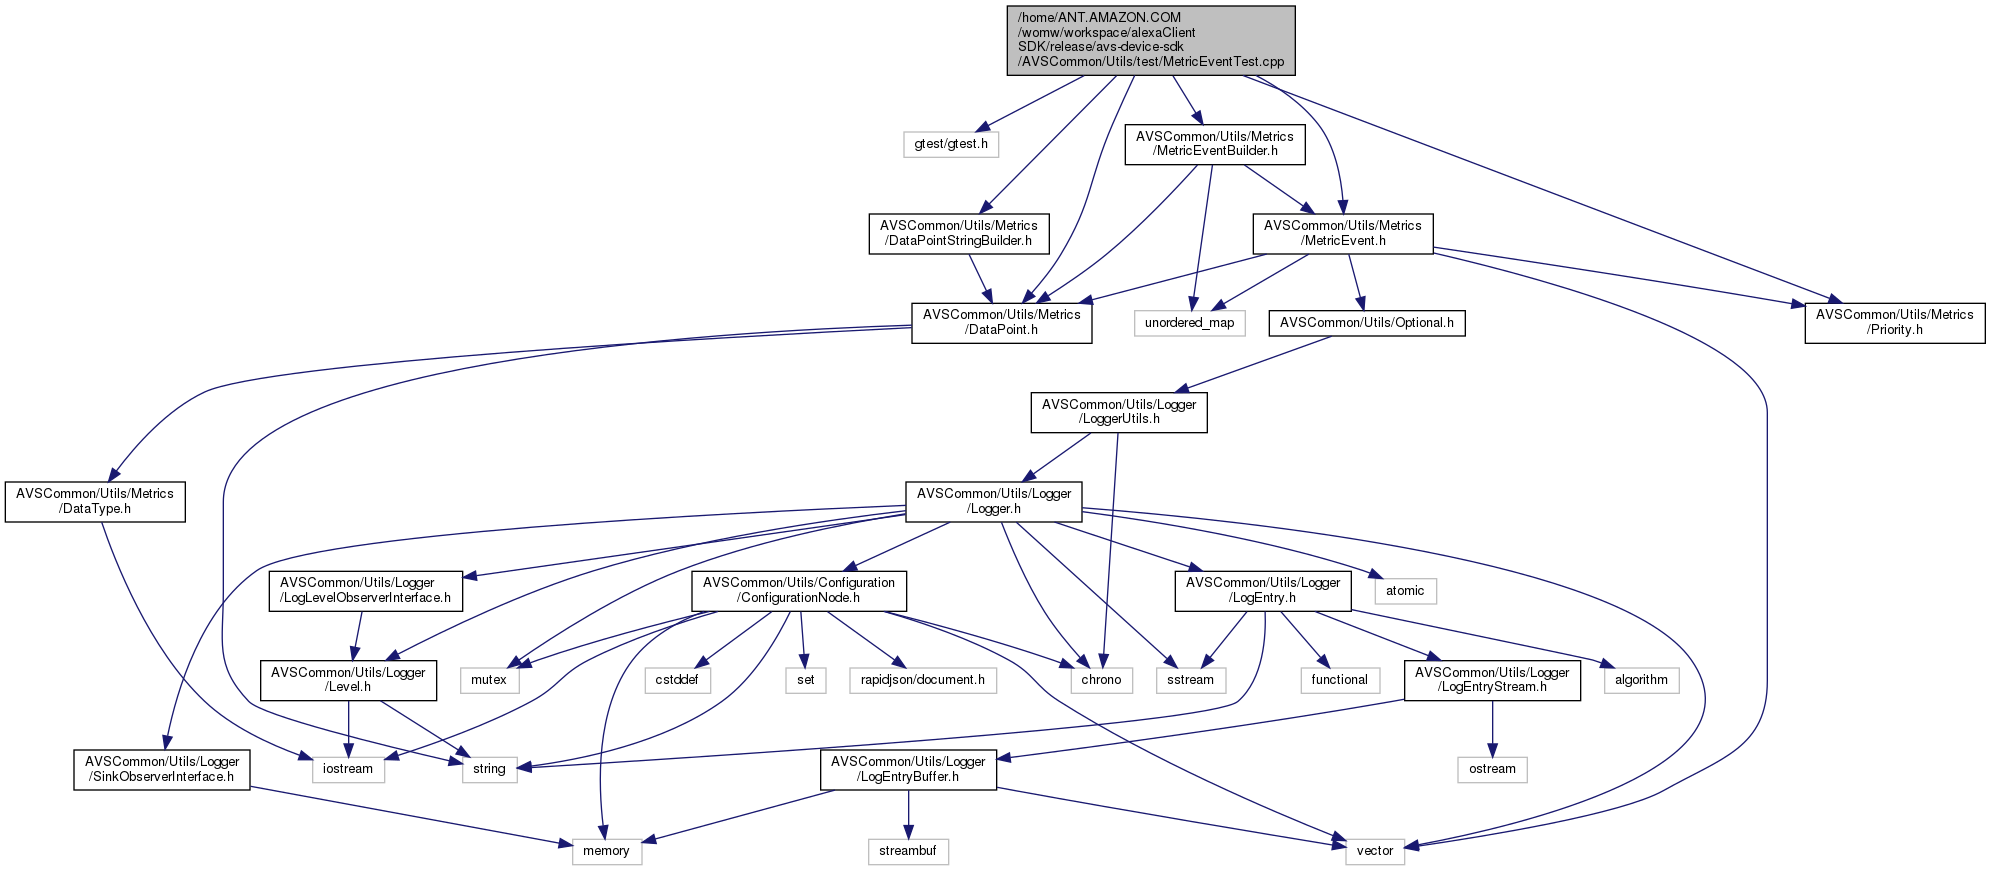 /home/ANT.AMAZON.COM
/womw/workspace/alexaClient
SDK/release/avs-device-sdk
/AVSCommon/Utils/test/MetricEventTest.cpp
gtest/gtest.h
AVSCommon/Utils/Metrics
/MetricEventBuilder.h
AVSCommon/Utils/Metrics
/DataPointStringBuilder.h
AVSCommon/Utils/Metrics
/MetricEvent.h
AVSCommon/Utils/Metrics
/DataPoint.h
unordered_map
AVSCommon/Utils/Optional.h
AVSCommon/Utils/Metrics
/Priority.h
AVSCommon/Utils/Logger
/LoggerUtils.h
AVSCommon/Utils/Metrics
/DataType.h
AVSCommon/Utils/Logger
/Logger.h
AVSCommon/Utils/Logger
/LogLevelObserverInterface.h
AVSCommon/Utils/Configuration
/ConfigurationNode.h
AVSCommon/Utils/Logger
/LogEntry.h
atomic
AVSCommon/Utils/Logger
/Level.h
mutex
cstddef
set
rapidjson/document.h
chrono
sstream
functional
AVSCommon/Utils/Logger
/LogEntryStream.h
algorithm
AVSCommon/Utils/Logger
/SinkObserverInterface.h
iostream
string
AVSCommon/Utils/Logger
/LogEntryBuffer.h
ostream
memory
streambuf
vector